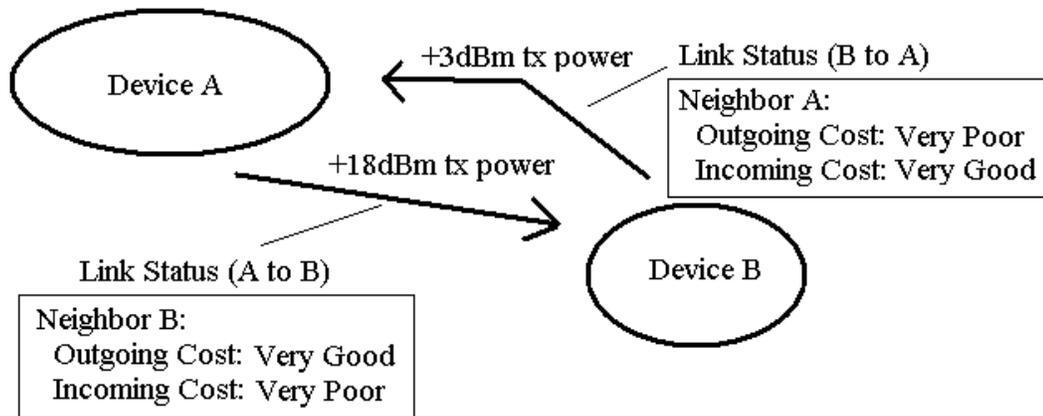 +3dBm tx power
Link Status (B to A)
Device A
Neighbor A:
Outgoing Cost: Very Poor
Incoming Cost: Very Good
+18dBm tx power
Link Status (A to B)
Device B
Neighbor B:
Outgoing Cost: Very Good
Incoming Cost: Very Poor